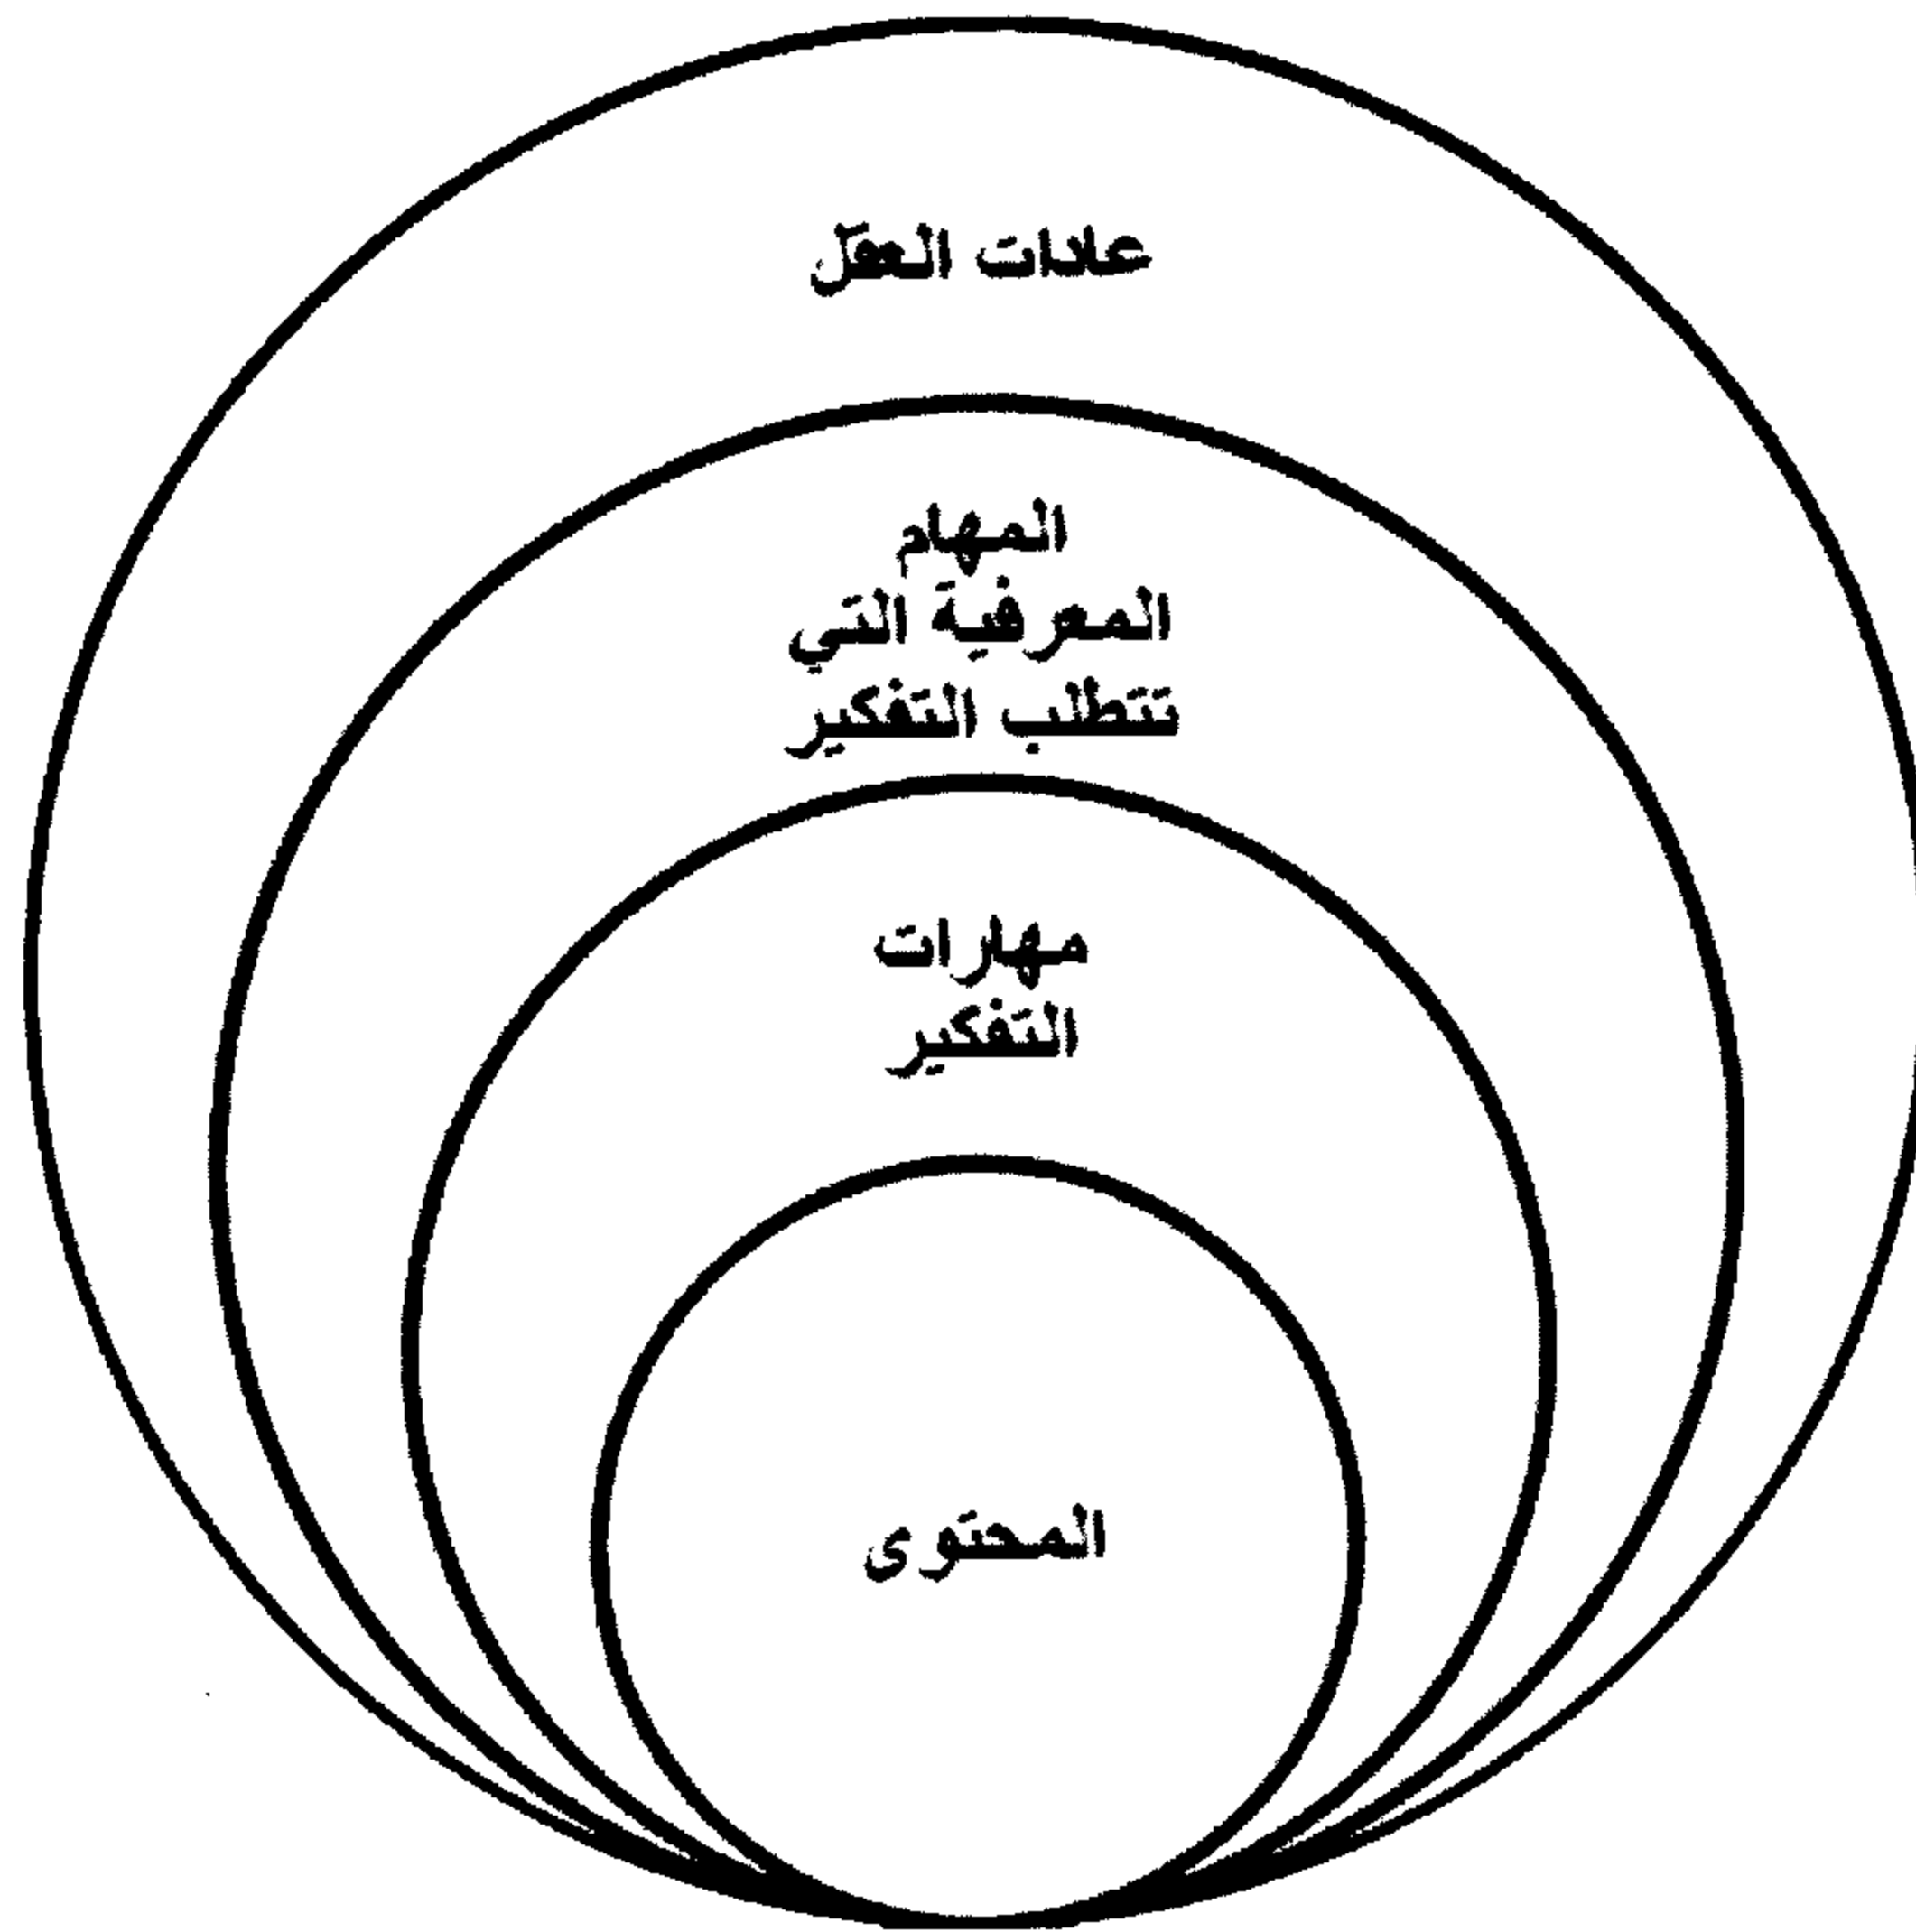 عادات العقل
المهام
المعرفية التي
تتطلب التفكير
مهارات
التفكير
المحتوى